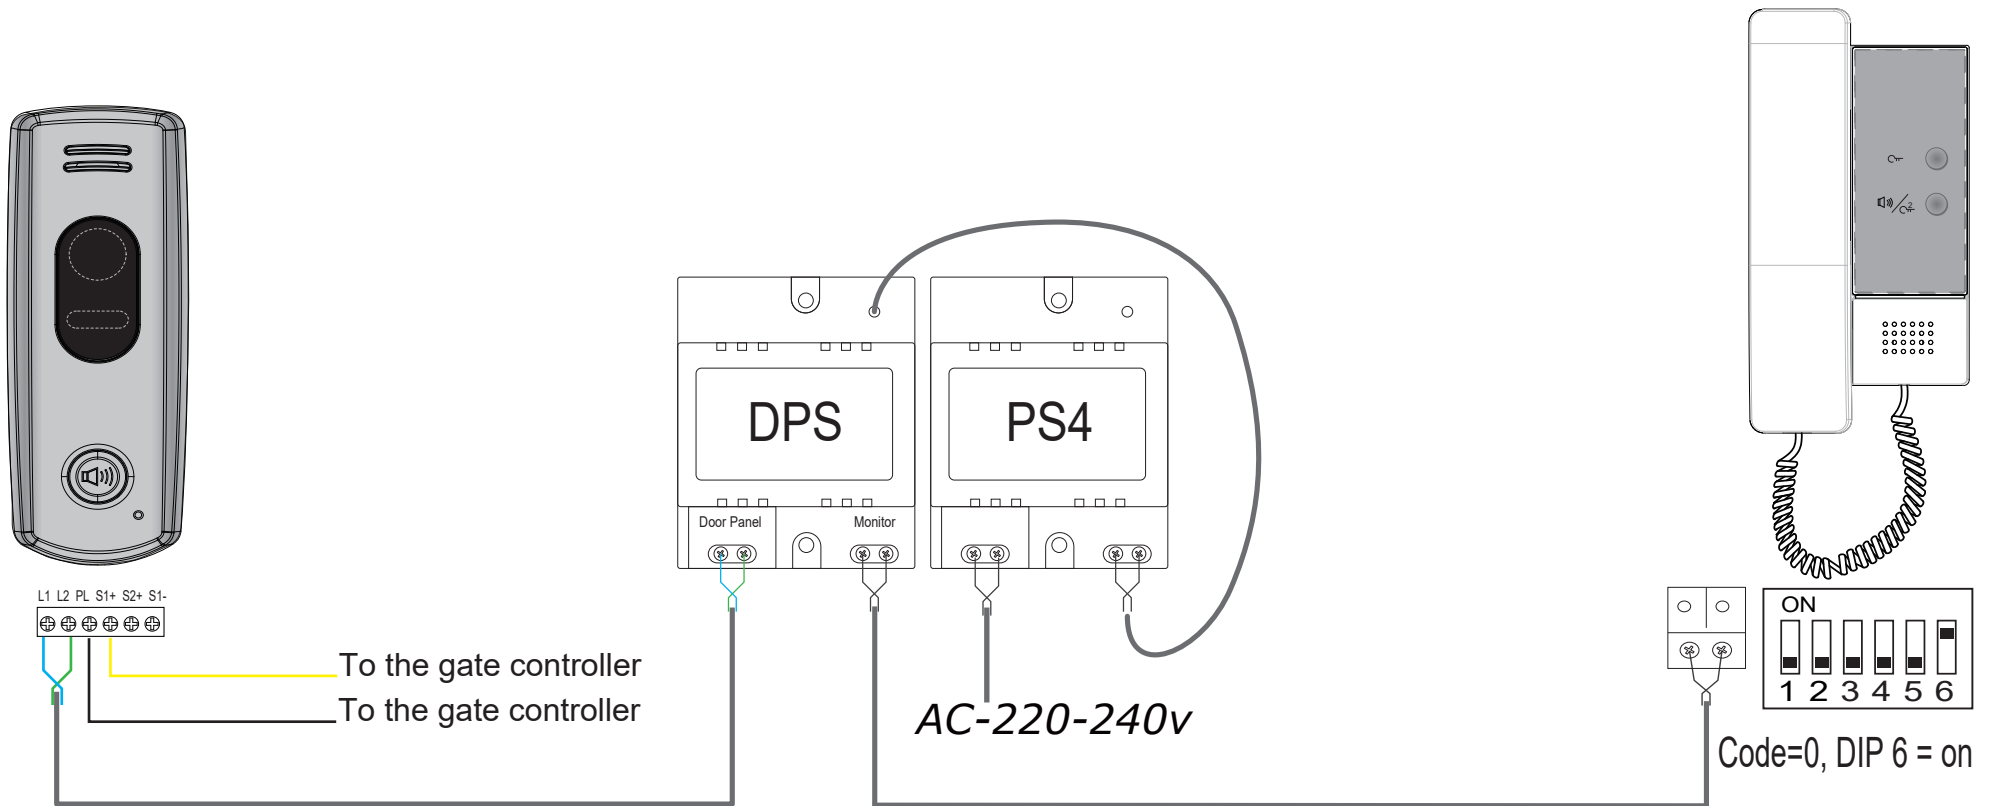 DPS
PS4
Door Panel
Monitor
L1 L2 PL S1+ S2+ S1-
To the gate controller
To the gate controller
AC-220-240v
2
ON
1 2 3 4 5 6
Code=0, DIP 6 = on